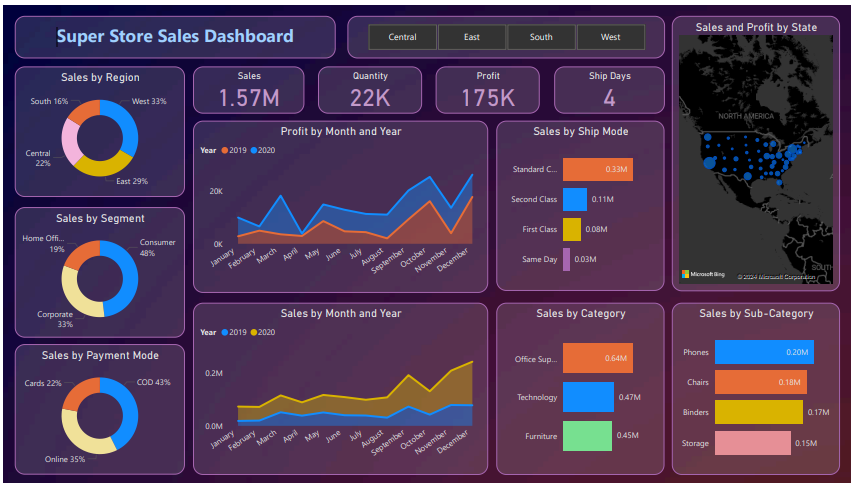 Super Store Sales Dashboard
Central
East
South
West
Sales and Profit by State
Sales by Region
South 16%
West 33%
Central
22%
East 29%
Sales
1.57M
Quantity
22K
Profit
175K
Ship Days
4
Profit by Month and Year
Year 2019 2020
20K
0K
January
February
March
April
May
June
July
August
September
October
November
December
Sales by Ship Mode
Standard C...
0.33M
Second Class
0.11M
First Class
0.08M
Same Day
0.03M
NORTH AMERICA
SOUTH
Microsoft Bing
© 2024 Microsoft Corporation
Sales by Segment
Home Offi...
19%
Consumer
48%
Corporate
33%
Sales by Month and Year
Year 2019 2020
0.2M
0.0M
January
February
March
April
May
June
July
August
September
October
November
December
Sales by Category
Office Sup...
0.64M
Technology
0.47M
Furniture
0.45M
Sales by Sub-Category
Phones
0.20M
Chairs
0.18M
Binders
0.17M
Storage
0.15M
Sales by Payment Mode
Cards 22%
COD 43%
Online 35%